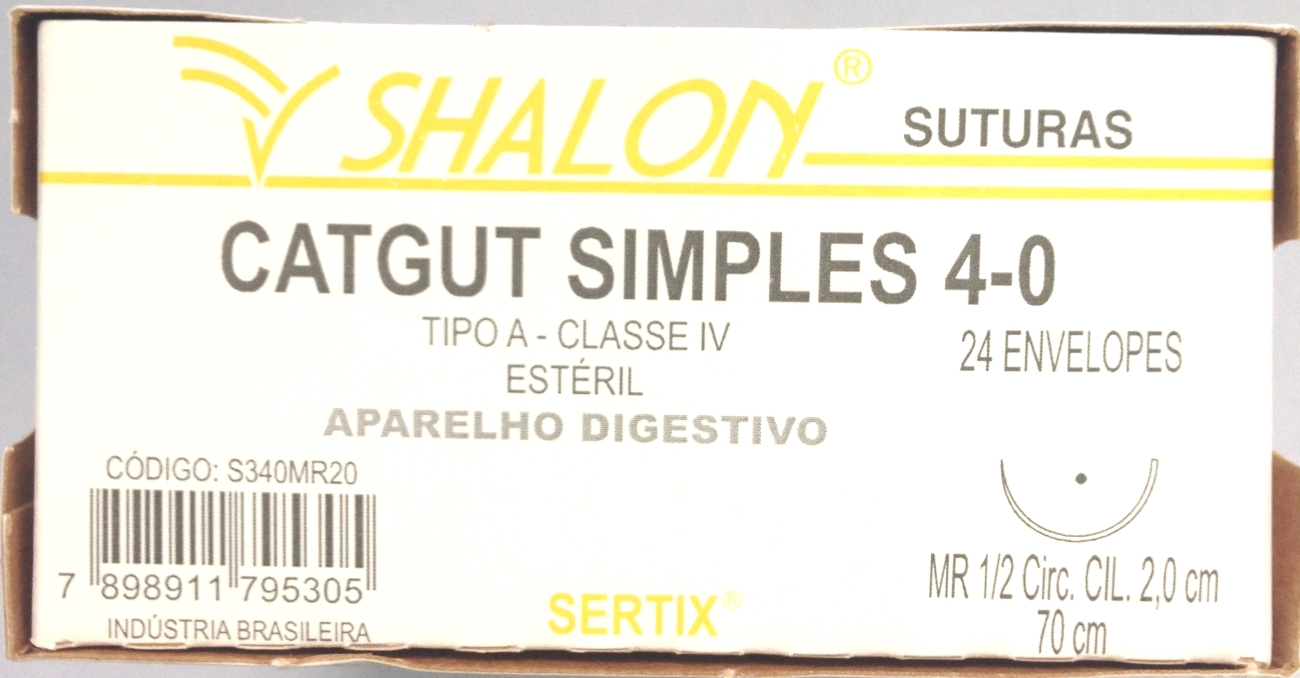 SHALON®
SUTURAS
CATGUT SIMPLES 4-0
TIPO A - CLASSE IV
24 ENVELOPES
ESTÉRIL
APARELHO DIGESTIVO
CÓDIGO: S340MR20
7 898911 795305
INDÚSTRIA BRASILEIRA
SERTIX®
MR 1/2 Circ. CIL. 2,0 cm
70 cm